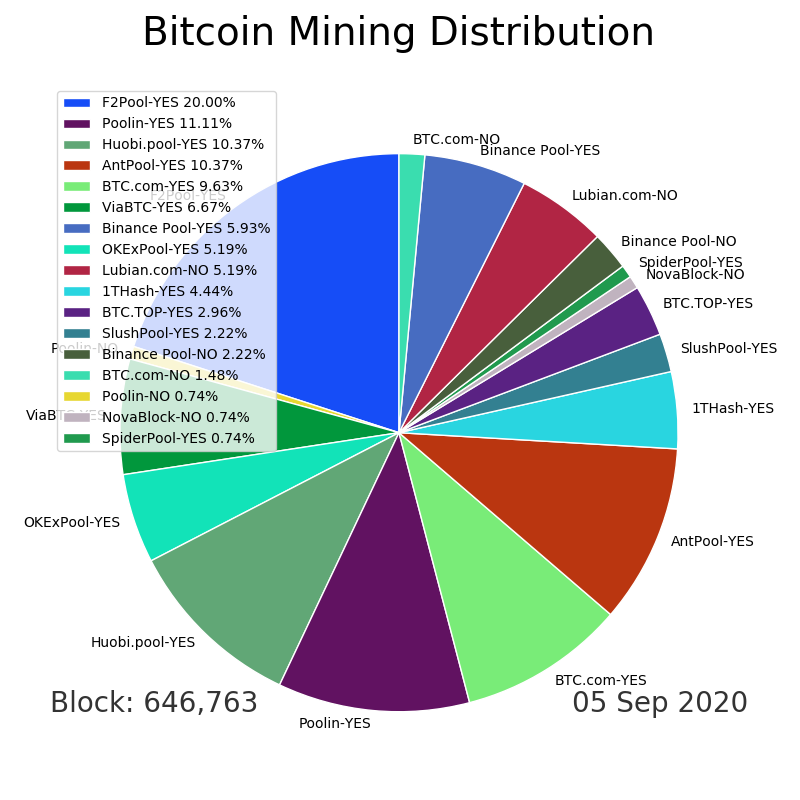 Bitcoin Mining Distribution
F2Pool-YES 20.00%
Poolin-YES 11.11%
Huobi.pool-YES 10.37%
AntPool-YES 10.37%
BTC.com-YES 9.63%
ViaBTC-YES 6.67%
Binance Pool-YES 5.93%
OKExPool-YES 5.19%
Lubian.com-NO 5.19%
1THash-YES 4.44%
BTC.TOP-YES 2.96%
SlushPool-YES 2.22%
Binance Pool-NO 2.22%
BTC.com-NO 1.48%
Poolin-NO 0.74%
NovaBlock-NO 0.74%
SpiderPool-YES 0.74%
BTC.com-NO
Binance Pool-YES
Lubian.com-NO
Binance Pool-NO
SpiderPool-YES
NovaBlock-NO
BTC.TOP-YES
SlushPool-YES
1THash-YES
AntPool-YES
BTC.com-YES
Poolin-YES
Huobi.pool-YES
OKExPool-YES
ViaBTC-YES
Poolin-NO
F2Pool-YES
Block: 646,763
05 Sep 2020